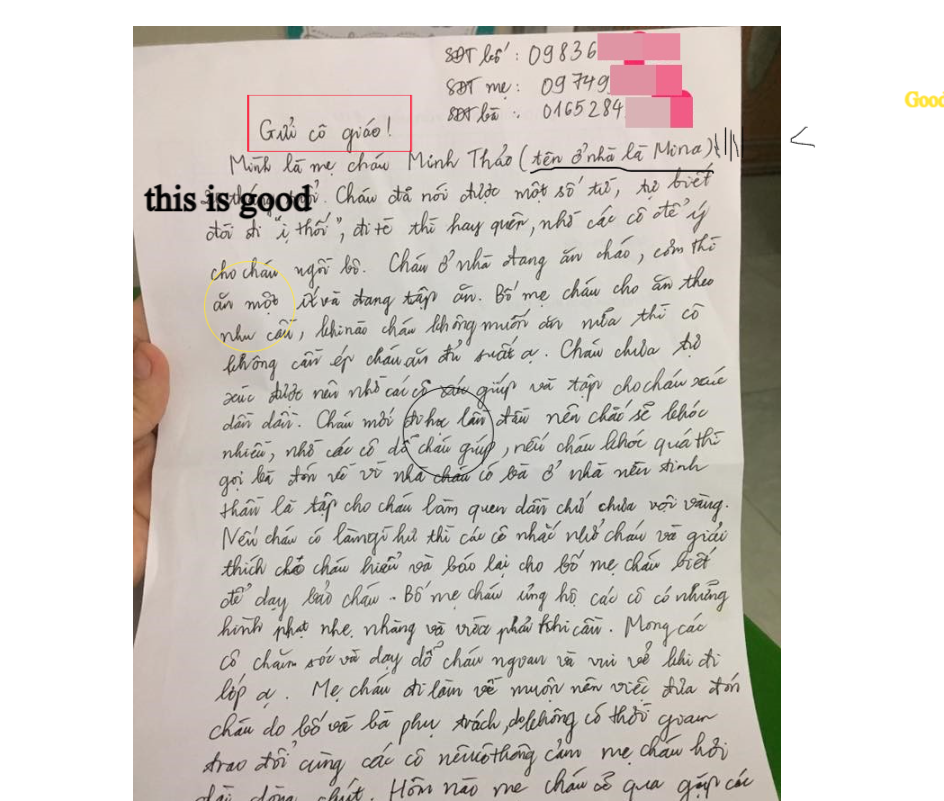 SĐT bố: 09836
SĐT mẹ: 09749
SĐT bà: 0165284
Good
Gửi cô giáo!
Mình là mẹ cháu Minh Thảo (tên ở nhà là Mina)
this is good
tháng tuổi. Cháu đã nói được một số từ, tự biết
đòi đi "ị thối", đi tè thì hay quên, nhờ các cô để ý
cho cháu ngồi bô. Cháu ở nhà đang ăn cháo, cơm thì
ăn một ít và đang tập ăn. Bố mẹ cháu cho ăn theo
nhu cầu, khi nào cháu không muốn ăn nữa thì cô
không cần ép cháu ăn đủ suất ạ. Cháu chưa tự
xúc được nên nhờ các cô xúc giúp và tập cho cháu xúc
dần dần. Cháu mới đi học lần đầu nên chắc sẽ khóc
nhiều, nhờ các cô dỗ cháu giúp, nếu cháu khóc quá thì
gọi bà đón về vì nhà cháu có bà ở nhà nên tinh
thần là tập cho cháu làm quen dần chứ chưa vội vàng.
Nếu cháu có làm gì hư thì các cô nhắc nhở cháu và giải
thích cho cháu hiểu và báo lại cho bố mẹ cháu biết
để dạy bảo cháu. Bố mẹ cháu ủng hộ các cô có những
hình phạt nhẹ nhàng và vừa phải khi cần. Mong các
cô chăm sóc và dạy dỗ cháu ngoan và vui vẻ khi đi
lớp ạ. Mẹ cháu đi làm về muộn nên việc đưa đón
cháu do bố và bà phụ trách, do không có thời gian
trao đổi cùng các cô nên cô thông cảm mẹ cháu hơi
dài dòng chút. Hôm nào mẹ cháu sẽ qua gặp các